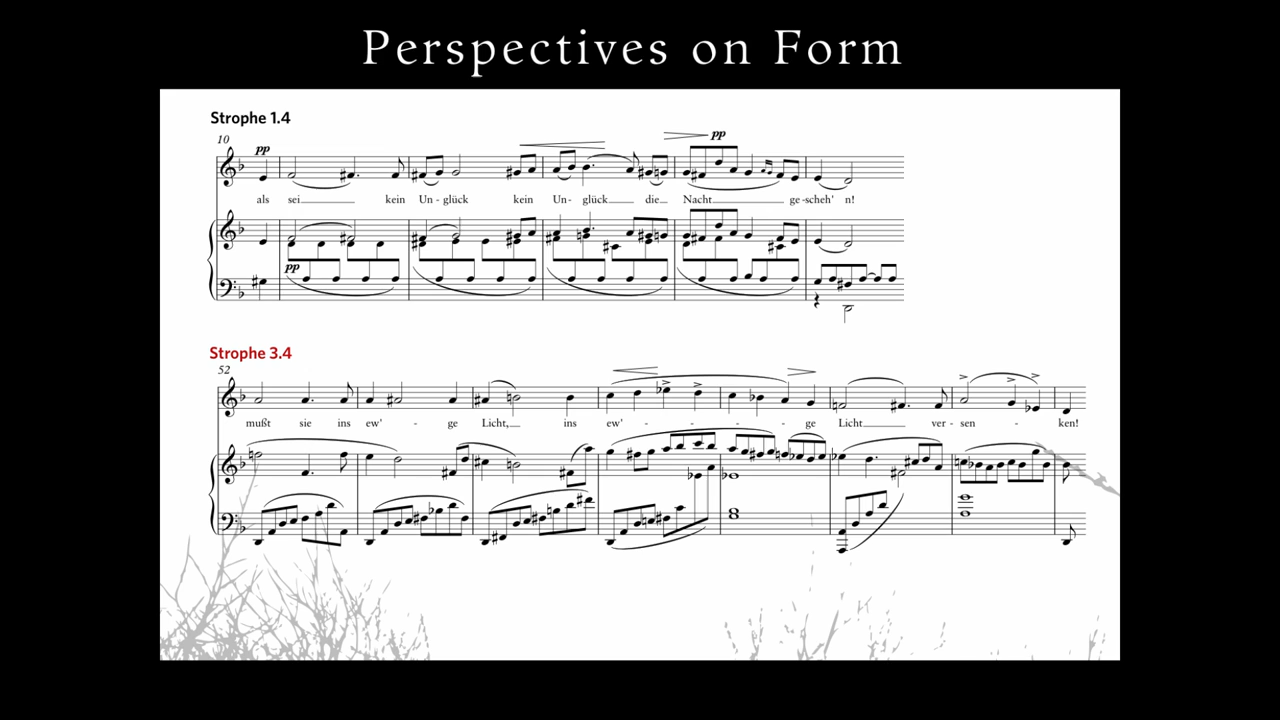 Perspectives on Form
Strophe 1.4
10
pp
pp
als sei kein Un - glück kein Un - glück die Nacht ge - scheh' n!
pp
Strophe 3.4
52
mußt sie ins ew' - ge Licht, ins ew' - - - ge Licht ver - sen - ken!